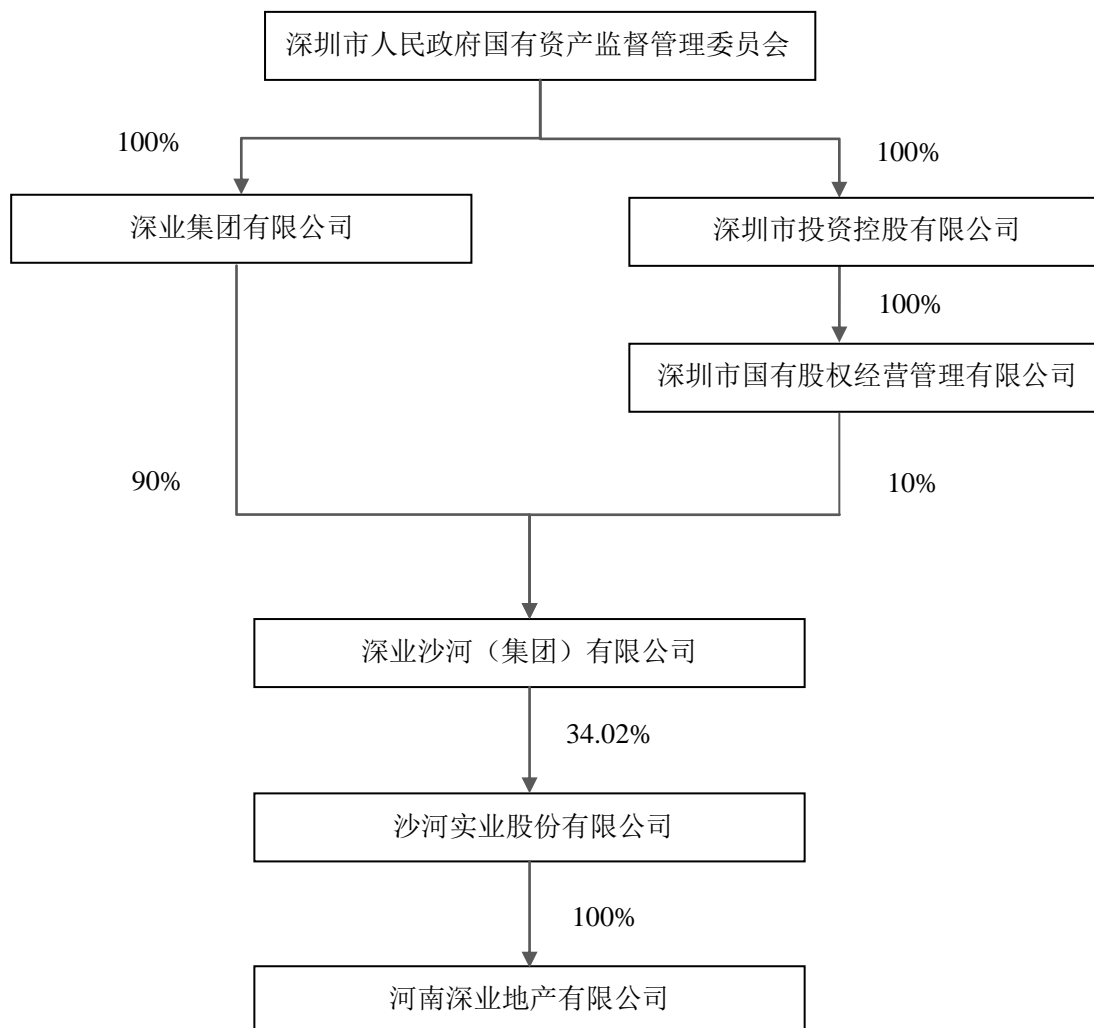 深圳市人民政府国有资产监督管理委员会
100%
100%
深业集团有限公司
深圳市投资控股有限公司
100%
深圳市国有股权经营管理有限公司
90%
10%
深业沙河（集团）有限公司
34.02%
沙河实业股份有限公司
100%
河南深业地产有限公司